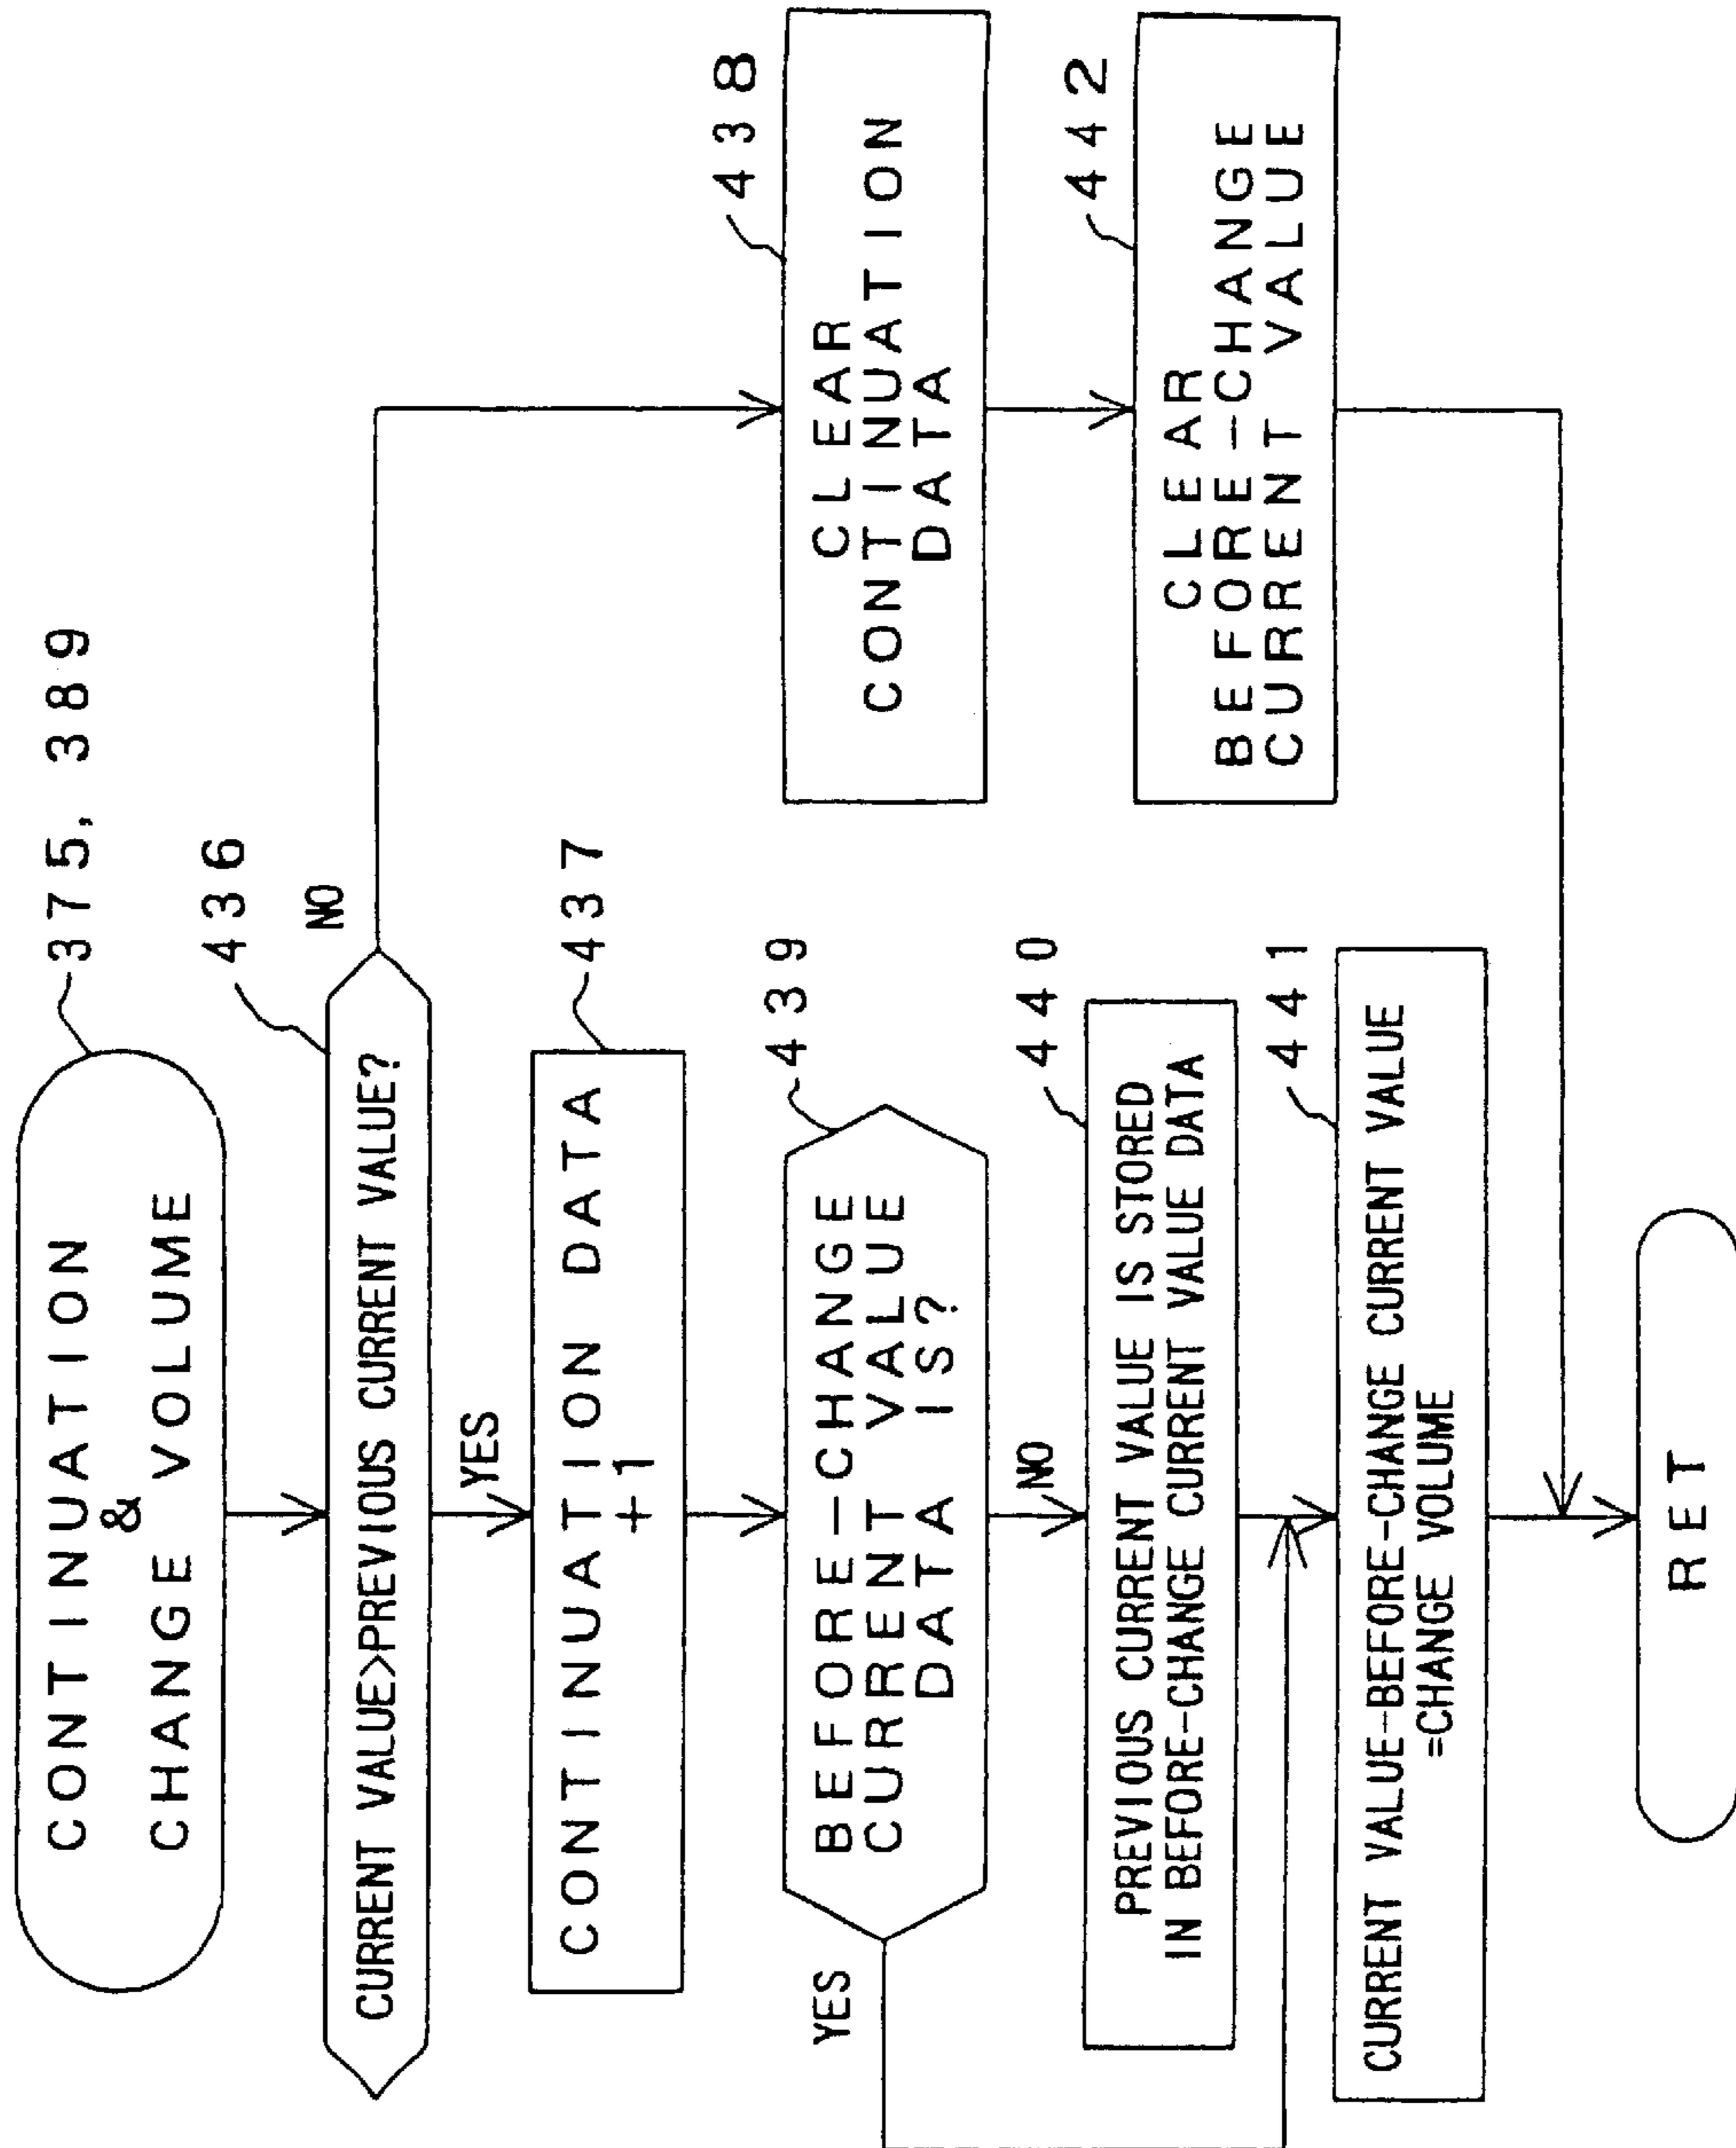 CONTINUATION
&
CHANGE VOLUME
375, 389
436
CURRENT VALUE>PREVIOUS CURRENT VALUE?
NO
YES
437
CONTINUATION DATA
+1
438
CLEAR
CONTINUATION
DATA
439
BEFORE-CHANGE
CURRENT VALUE
DATA IS?
YES
NO
440
PREVIOUS CURRENT VALUE IS STORED
IN BEFORE-CHANGE CURRENT VALUE DATA
442
CLEAR
BEFORE-CHANGE
CURRENT VALUE
441
CURRENT VALUE-BEFORE-CHANGE CURRENT VALUE
=CHANGE VOLUME
RET